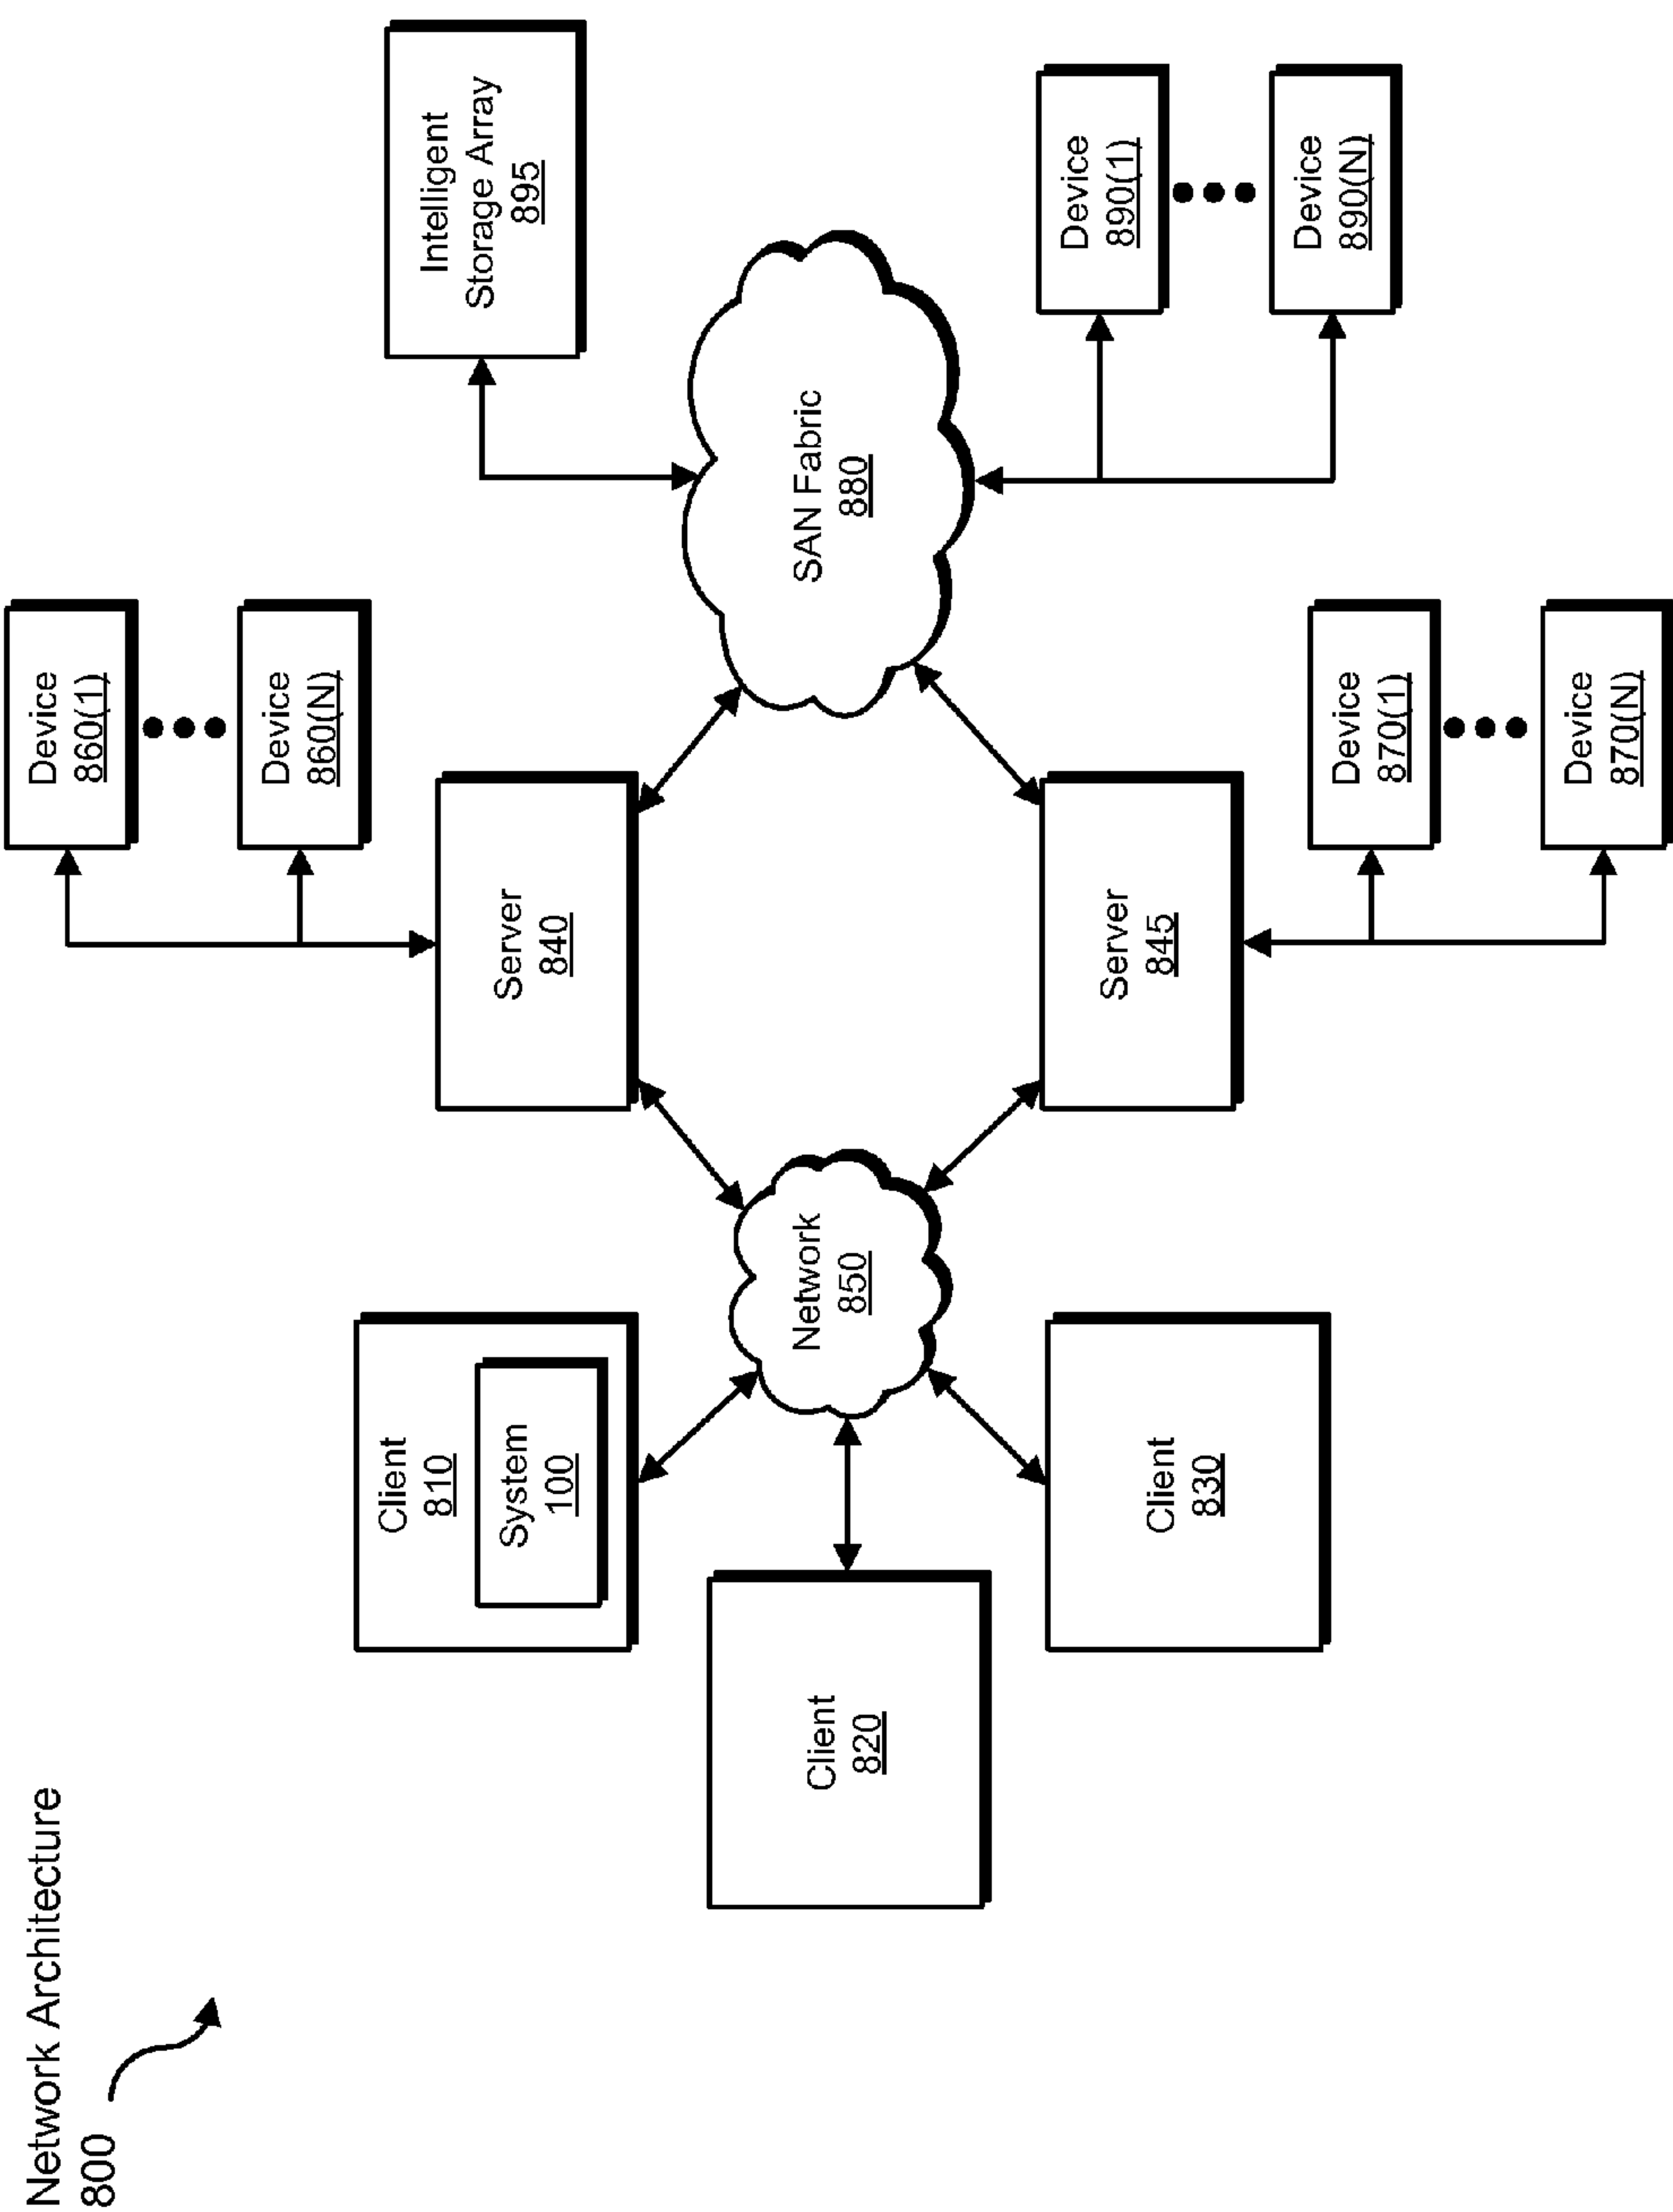 Network Architecture
800
Device
860(1)
Device
860(N)
Intelligent
Storage Array
895
Client
810
System
100
Server
840
Client
820
Network
850
SAN Fabric
880
Client
830
Server
845
Device
890(1)
Device
890(N)
Device
870(1)
Device
870(N)